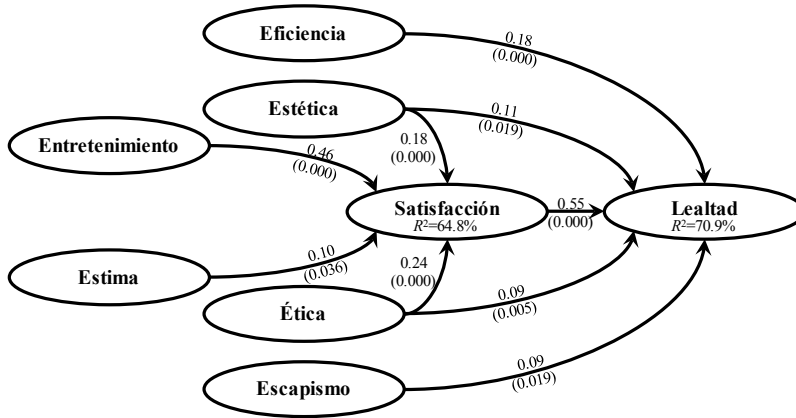 Eficiencia
0.18
(0.000)
Estética
0.11
(0.019)
0.18
(0.000)
Entretenimiento
0.46
(0.000)
Satisfacción
R²=64.8%
0.55
(0.000)
Lealtad
R²=70.9%
Estima
0.10
(0.036)
0.24
(0.000)
Ética
0.09
(0.005)
Escapismo
0.09
(0.019)